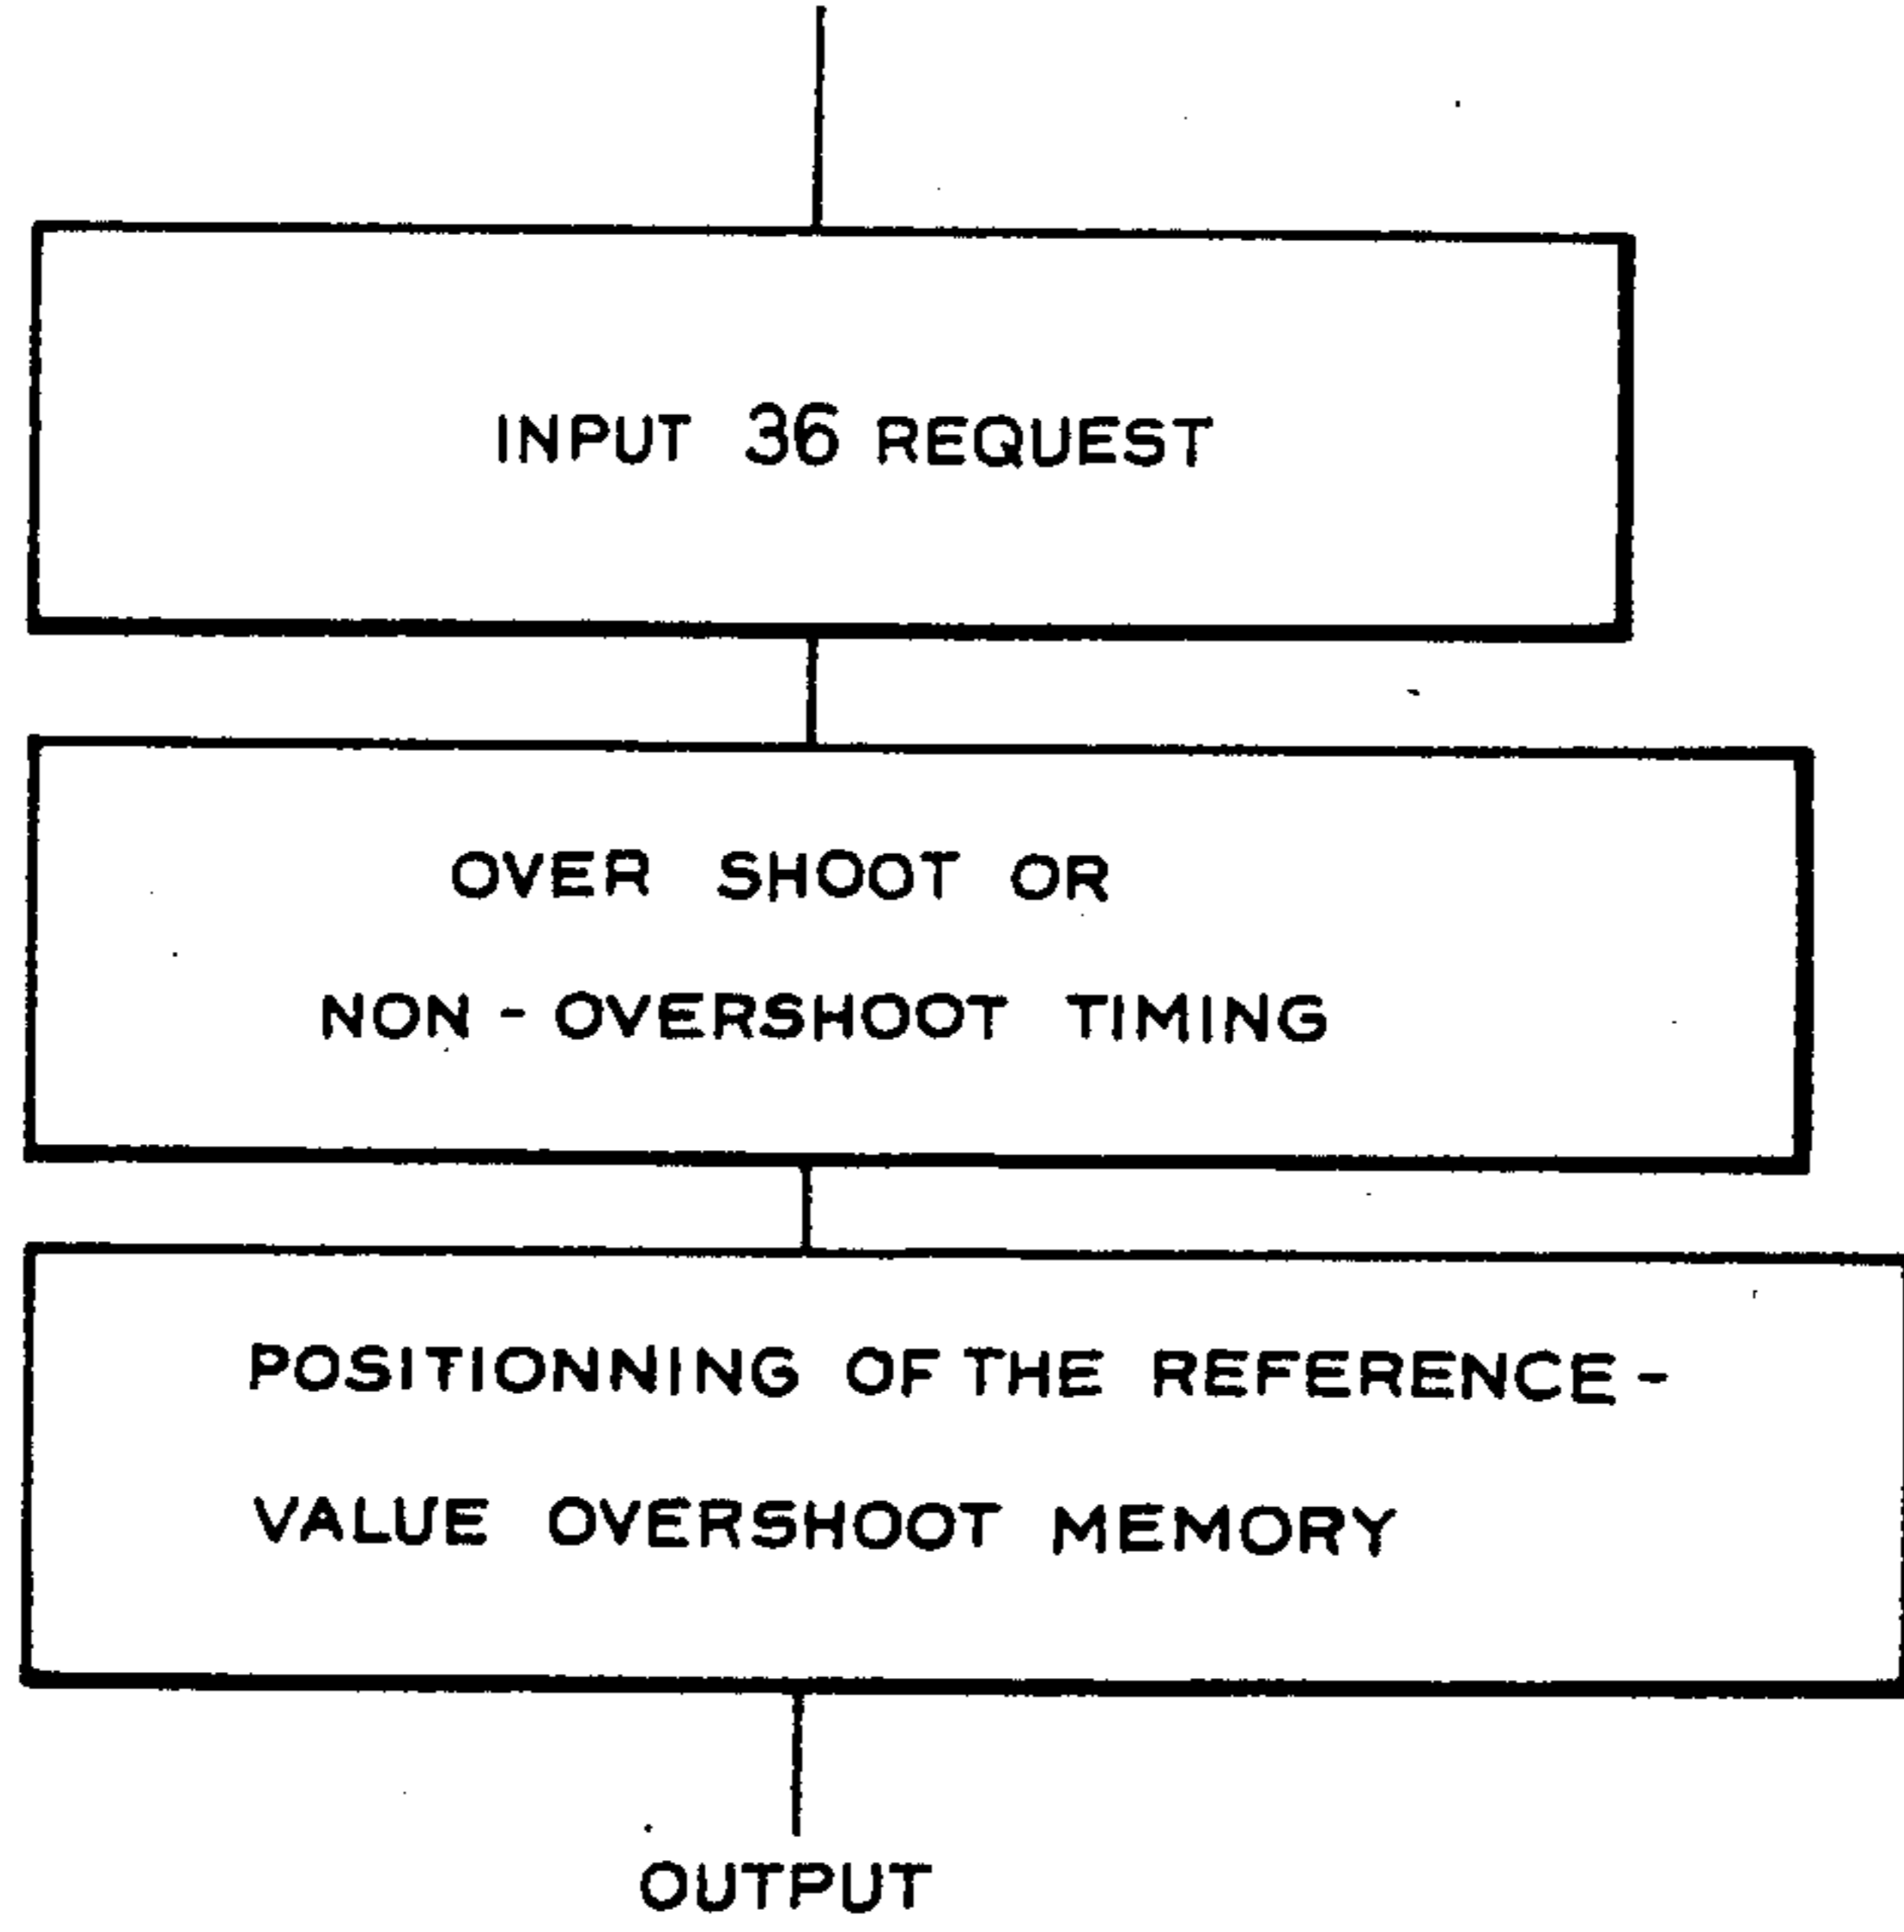 INPUT 36 REQUEST
OVER SHOOT OR
NON - OVERSHOOT TIMING
POSITIONNING OF THE REFERENCE -
VALUE OVERSHOOT MEMORY
OUTPUT